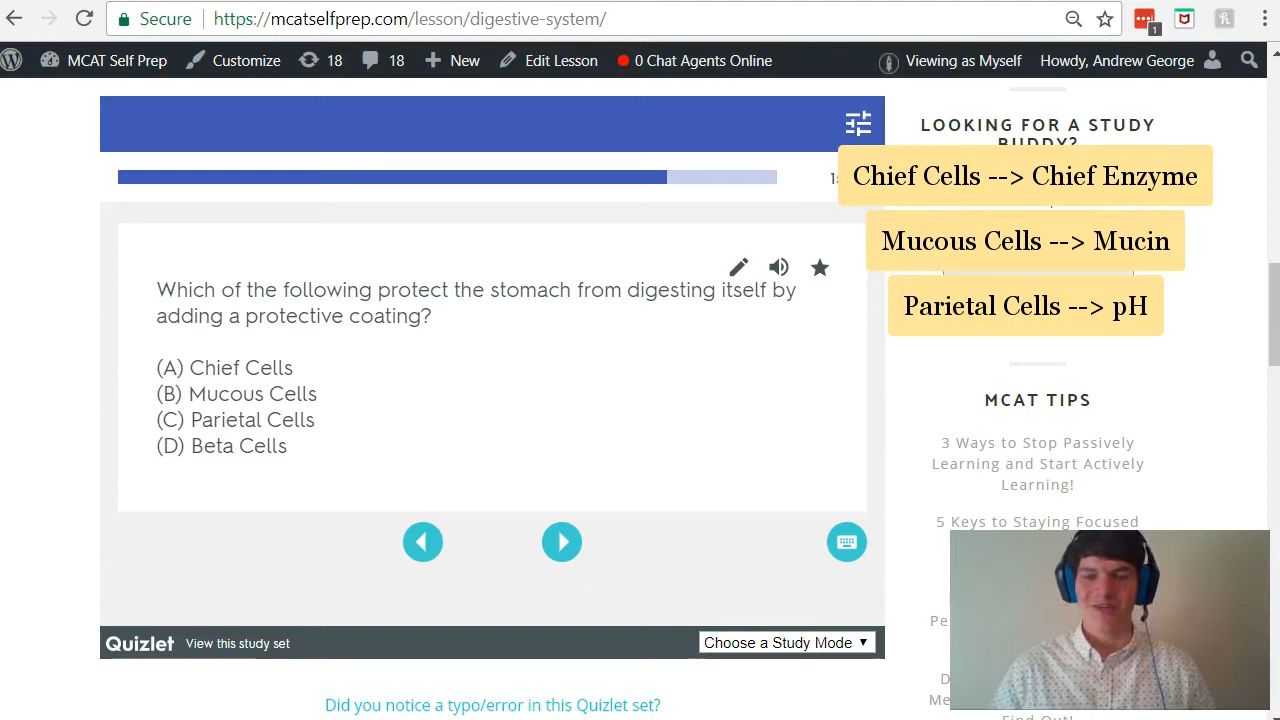 Secure
https://mcatselfprep.com/lesson/digestive-system/
1
MCAT Self Prep
Customize
18
18
New
Edit Lesson
0 Chat Agents Online
Viewing as Myself
Howdy, Andrew George
LOOKING FOR A STUDY
BUDDY?
Chief Cells --> Chief Enzyme
Mucous Cells --> Mucin
Parietal Cells --> pH
Which of the following protect the stomach from digesting itself by
adding a protective coating?
(A) Chief Cells
(B) Mucous Cells
(C) Parietal Cells
(D) Beta Cells
MCAT TIPS
3 Ways to Stop Passively
Learning and Start Actively
Learning!
5 Keys to Staying Focused
Quizlet
View this study set
Choose a Study Mode
Did you notice a typo/error in this Quizlet set?
Find Out!